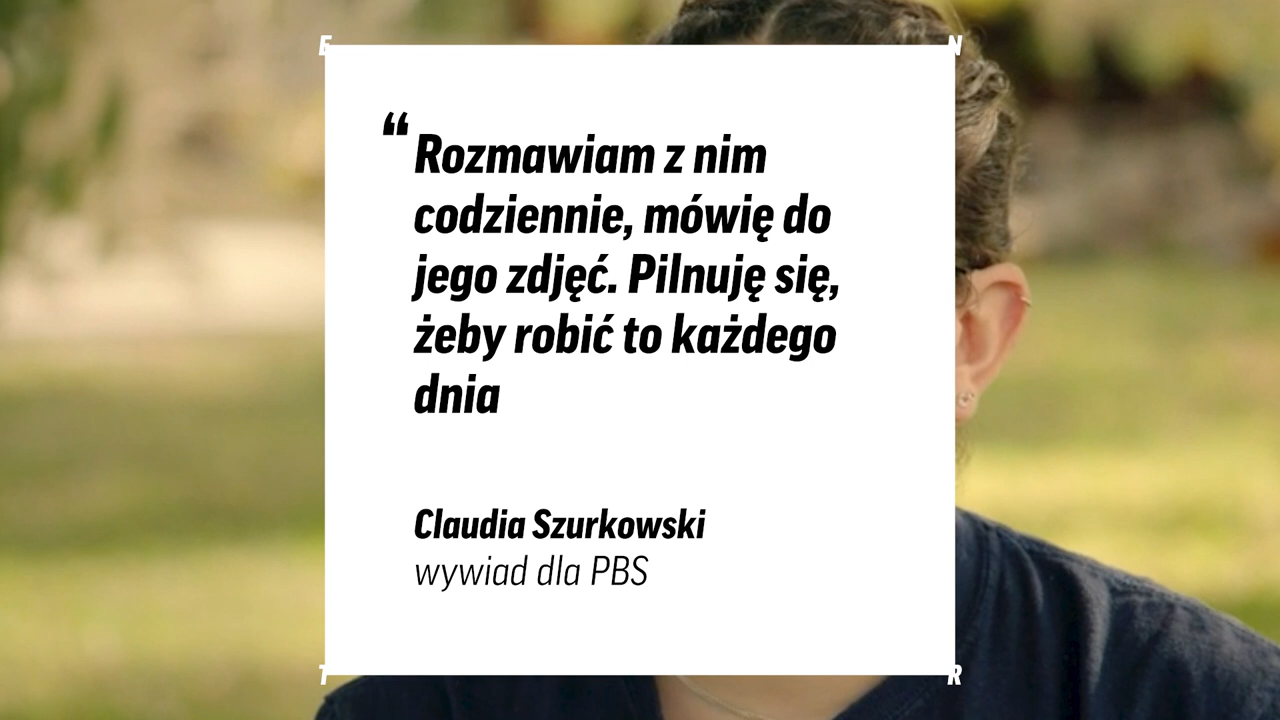 E N
“Rozmawiam z nim
codziennie, mówię do
jego zdjęć. Pilnuję się,
żeby robić to każdego
dnia
Claudia Szurkowski
wywiad dla PBS
T R